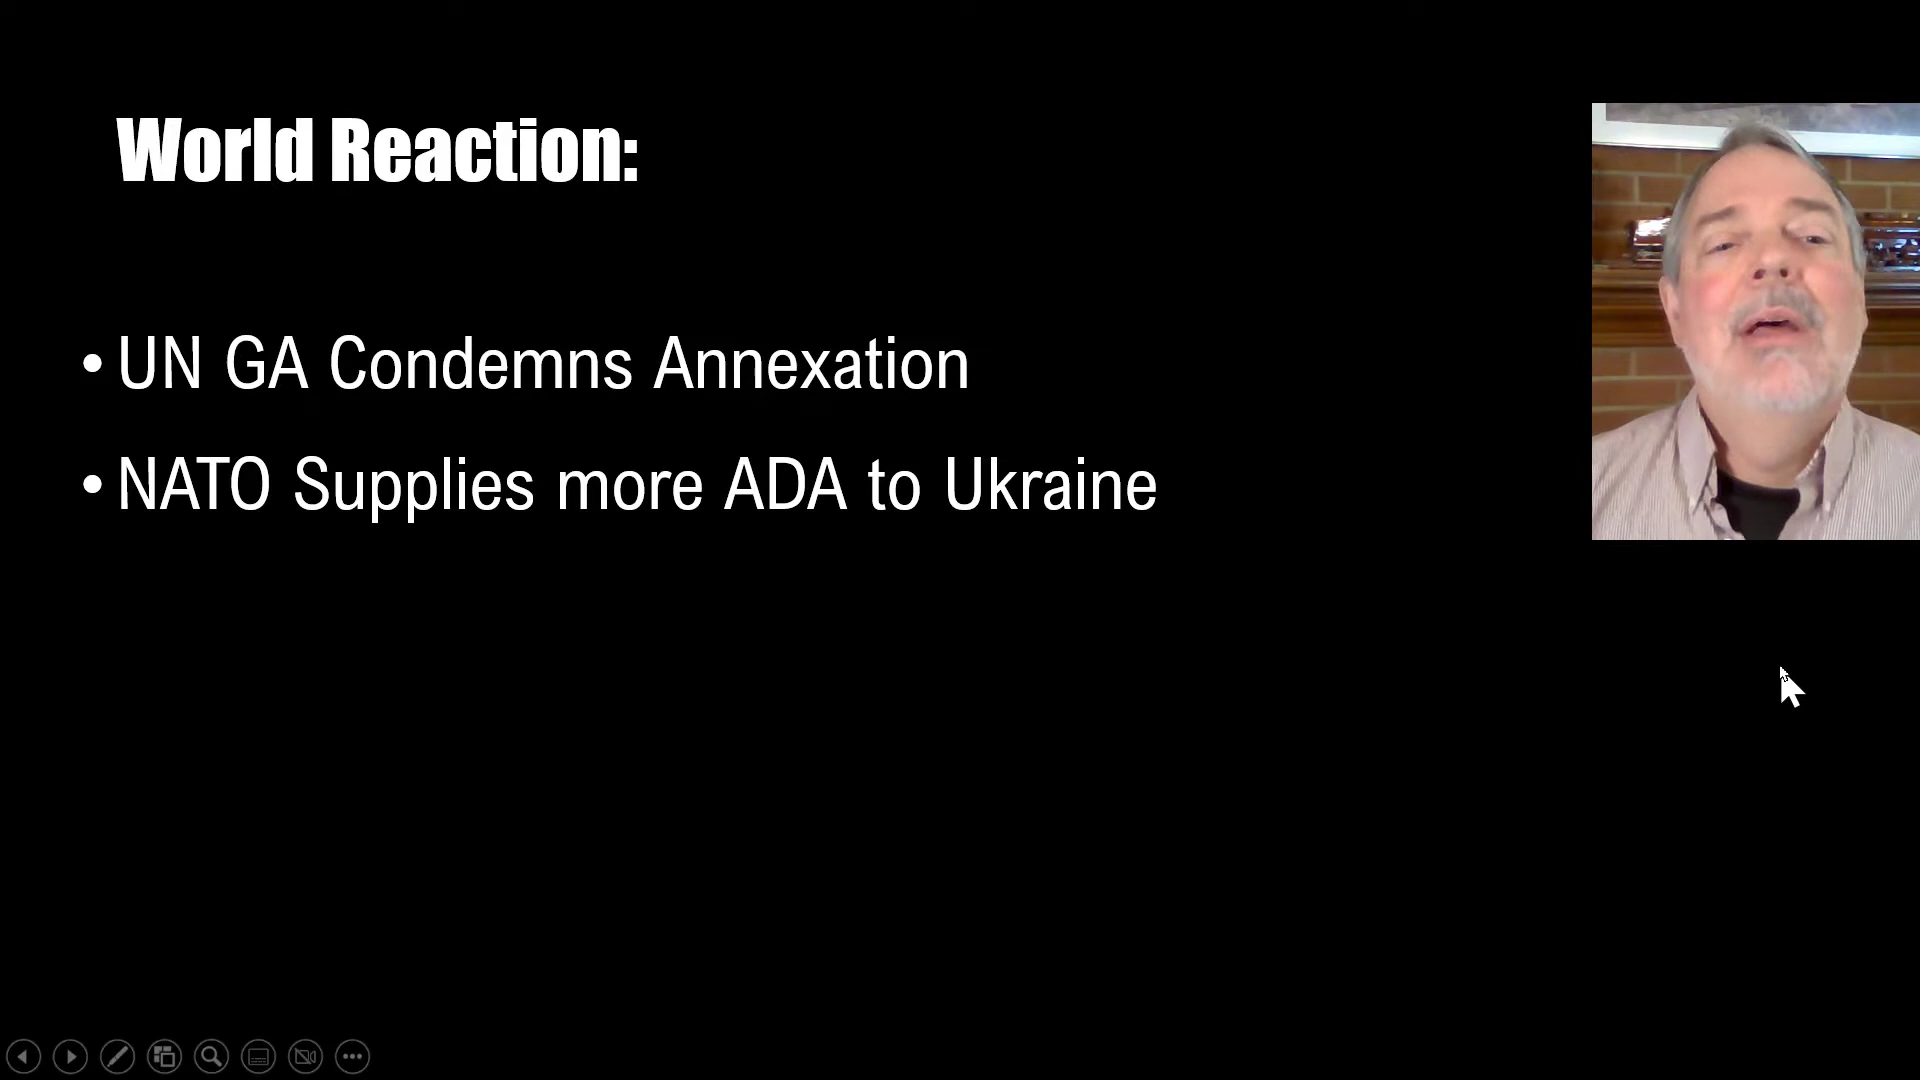 World Reaction:
• UN GA Condemns Annexation
• NATO Supplies more ADA to Ukraine